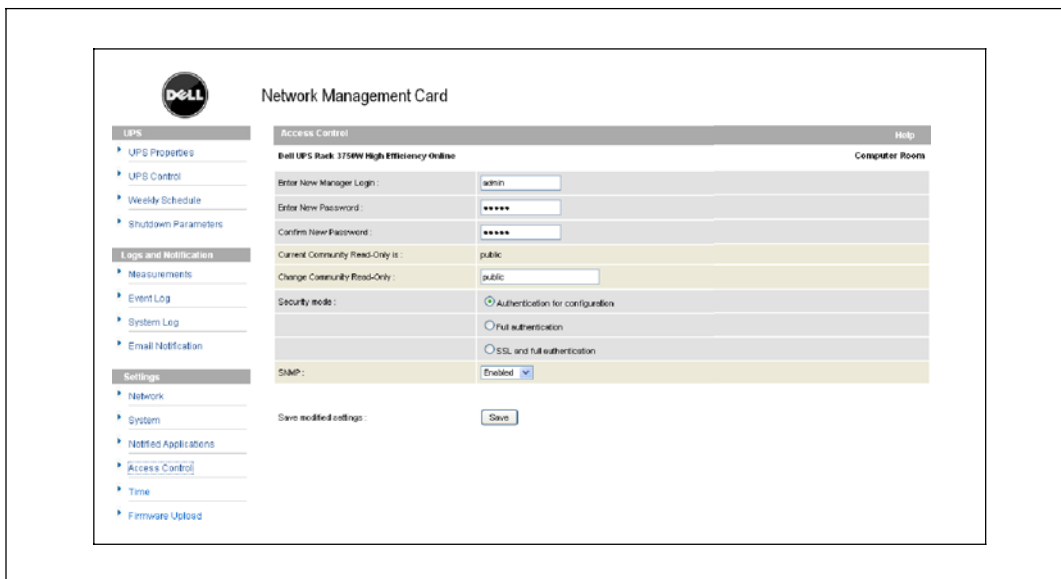 DELL
Network Management Card
UPS
UPS Properties
UPS Control
Weekly Schedule
Shutdown Parameters
Logs and Notification
Measurements
Event Log
System Log
Email Notification
Settings
Network
System
Notified Applications
Access Control
Time
Firmware Upload
Access Control Help
Dell UPS Rack 3750W High Efficiency Online Computer Room
Enter New Manager Login : admin
Enter New Password : •••••
Confirm New Password : •••••
Current Community Read-Only is : public
Change Community Read-Only : public
Security mode : Authentication for configuration
Full authentication
SSL and full authentication
SNMP : Enabled
Save modified settings : Save